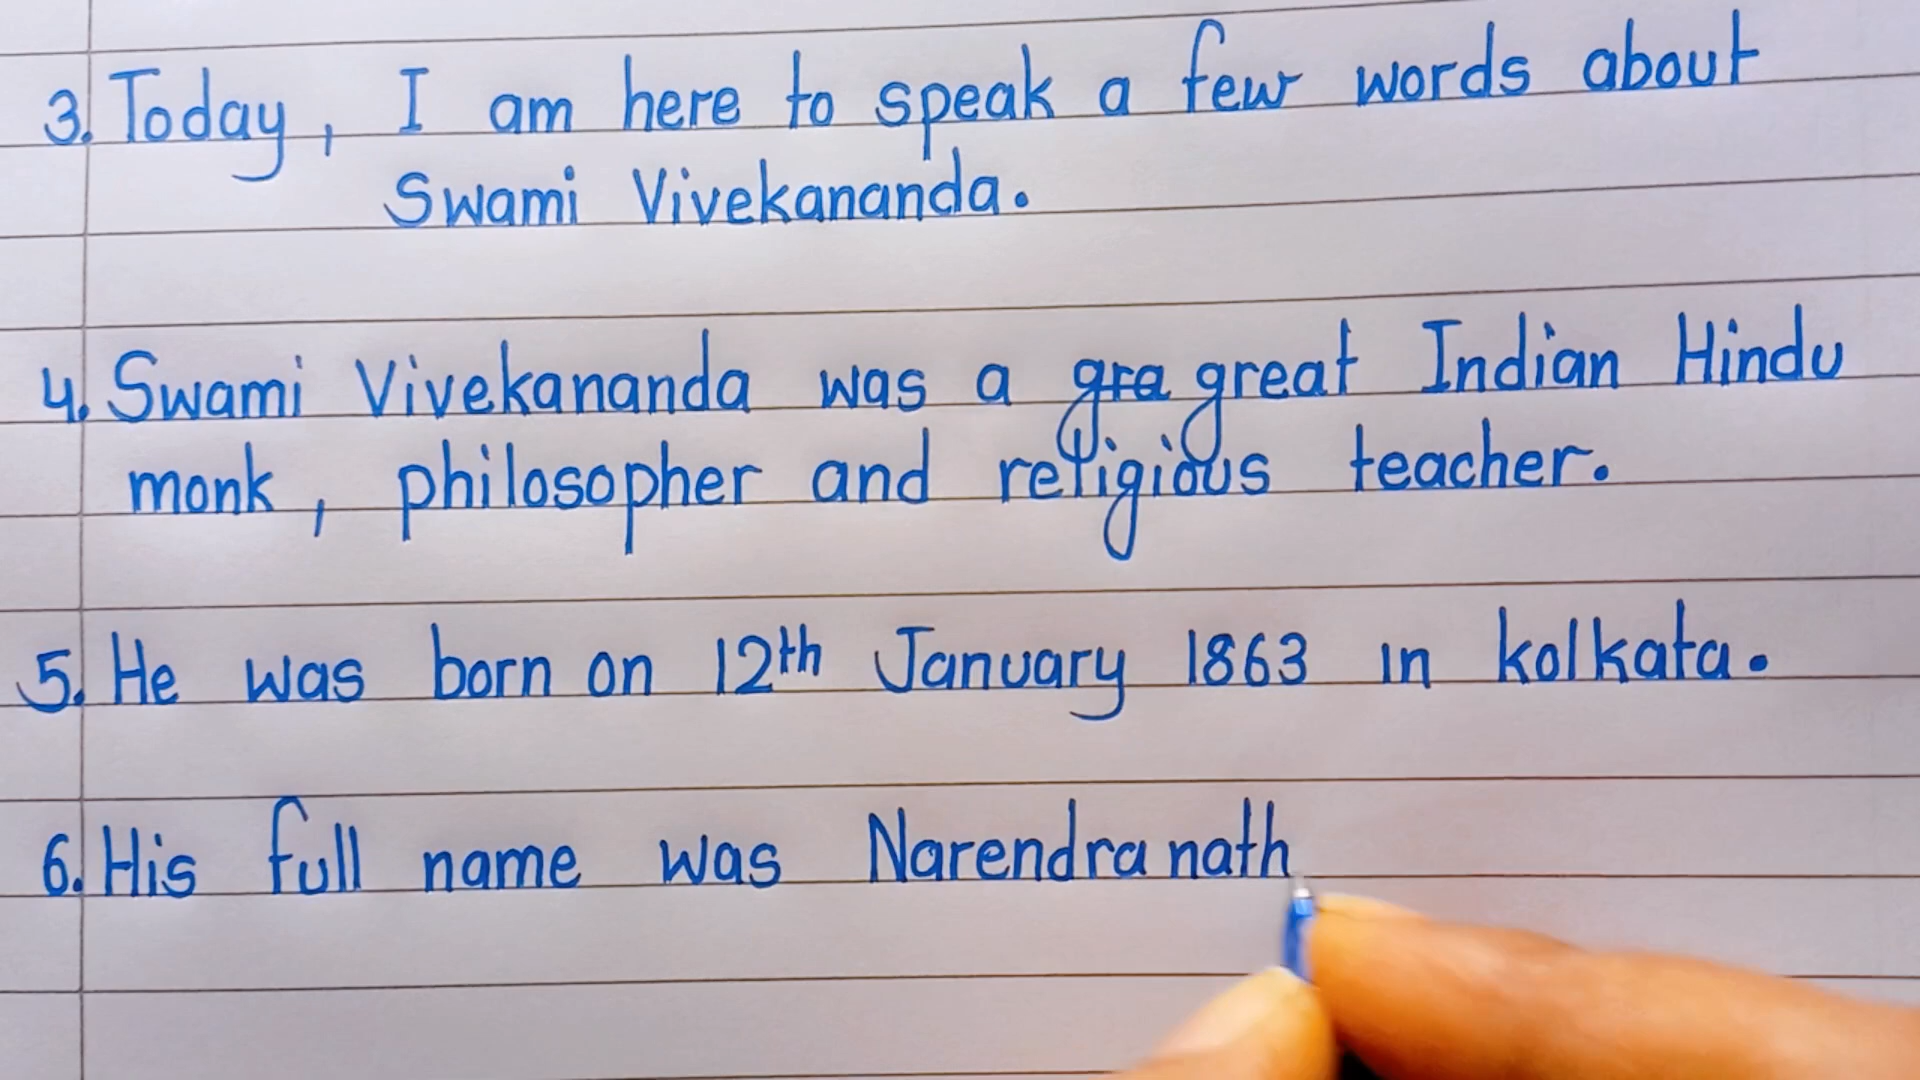 3. Today, I am here to speak a few words about
Swami Vivekananda.
4. Swami Vivekananda was a gra great Indian Hindu
monk, philosopher and religious teacher.
5. He was born on 12th January 1863 in kolkata.
6. His full name was Narendra nath